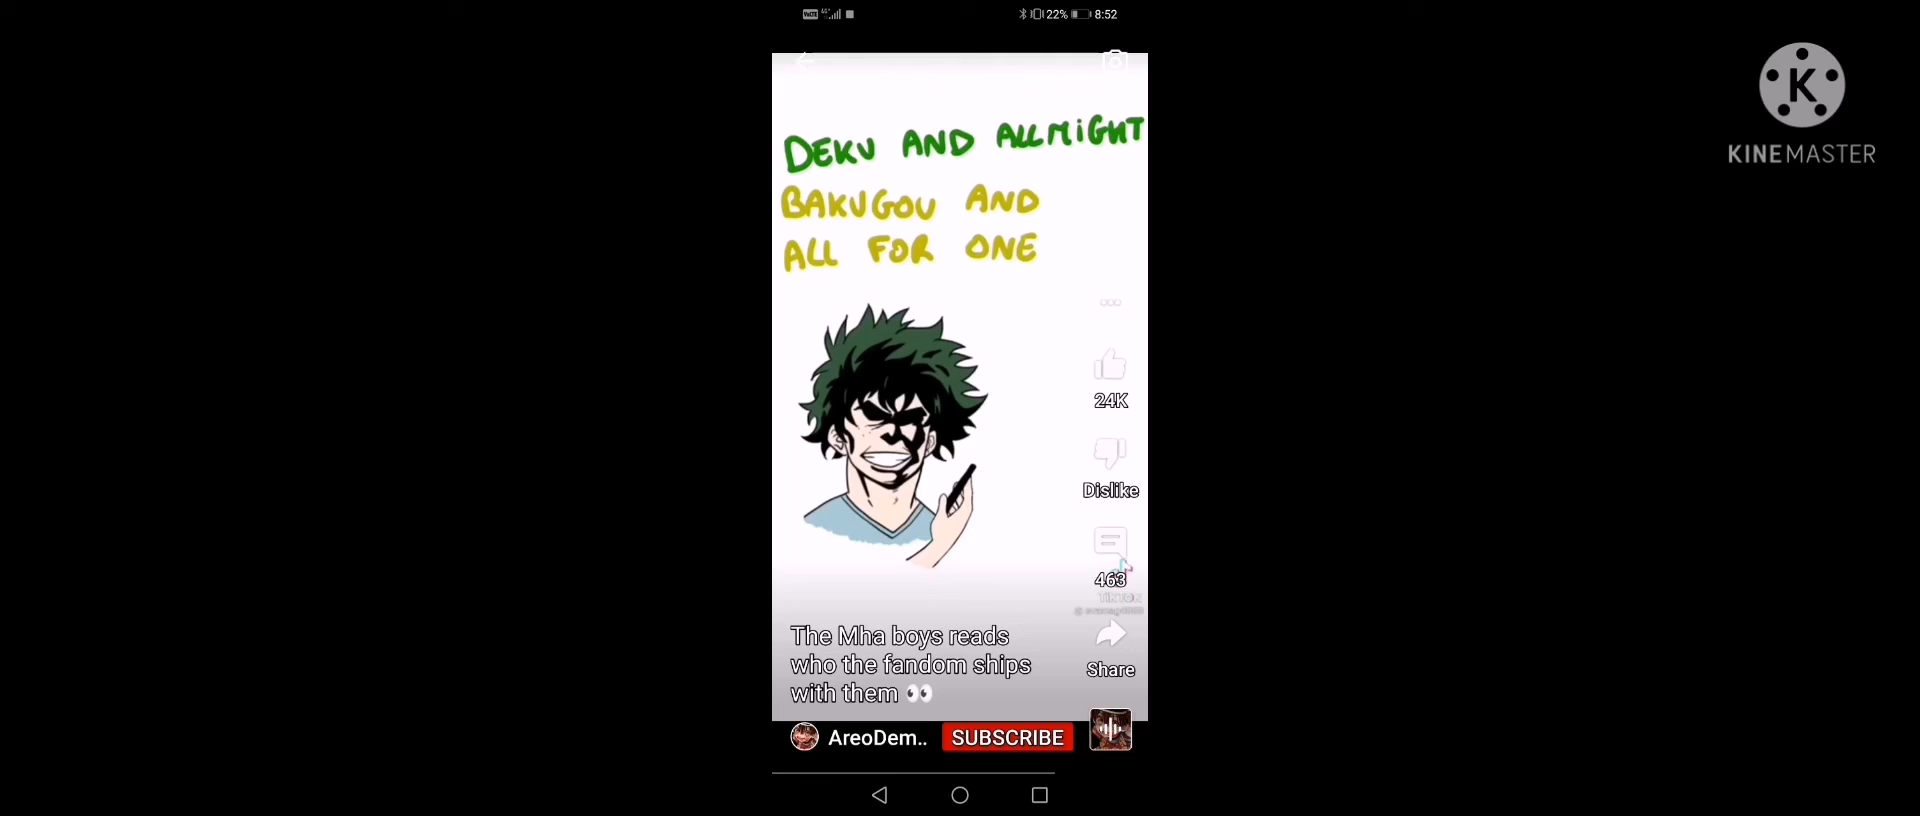 22% 8:52
DEKU AND ALLMIGHT
BAKUGOU AND
ALL FOR ONE
24K
Dislike
463
TikTok
The Mha boys reads
who the fandom ships
with them 👀
Share
AreoDem..
SUBSCRIBE
K
KINEMASTER